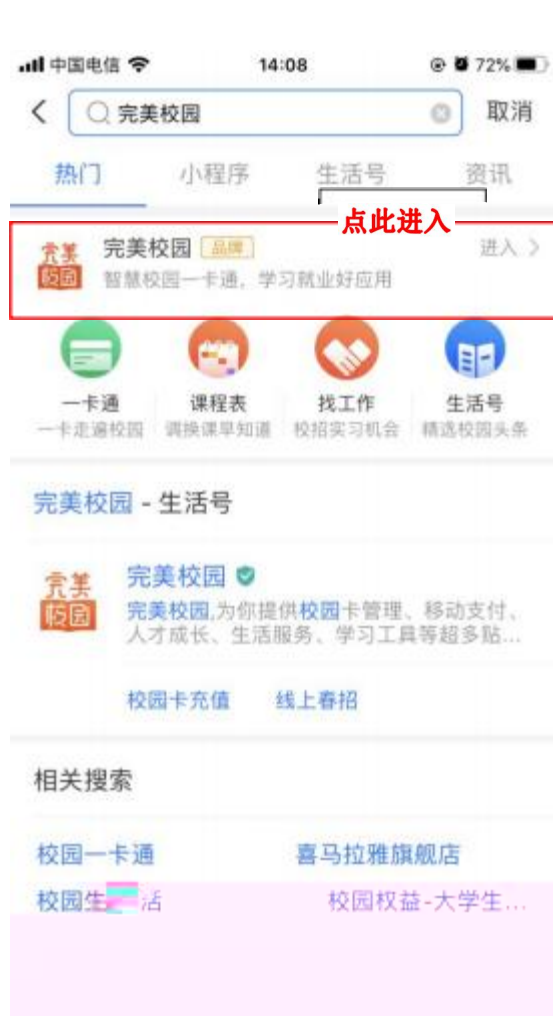 中国电信 14:08 72%
完美校园 取消
热门 小程序 生活号 资讯
点此进入
完美校园 品牌 进入
完美校园 智慧校园一卡通，学习就业好应用
一卡通 课程表 找工作 生活号
一卡走遍校园 调换课早知道 校招实习机会 精选校园头条
完美校园 - 生活号
完美校园
完美校园 完美校园,为你提供校园卡管理、移动支付、
人才成长、生活服务、学习工具等超多贴...
校园卡充值 线上春招
相关搜索
校园一卡通 喜马拉雅旗舰店
校园生活 校园权益-大学生...